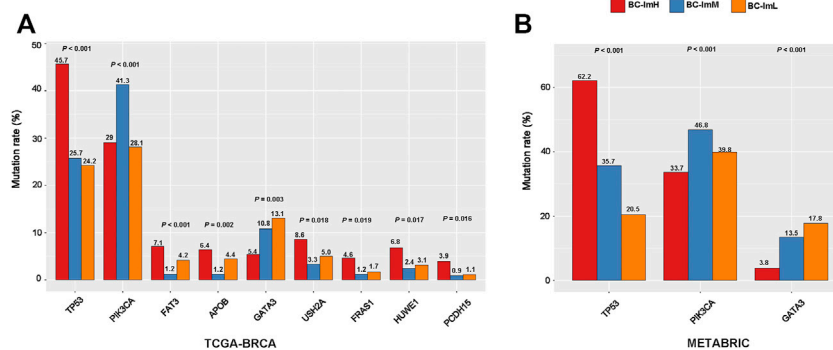 BC-ImH BC-ImM BC-ImL
A
Mutation rate (%)
50
40
30
20
10
0
P < 0.001
P < 0.001
P < 0.001
P = 0.002
P = 0.003
P = 0.018
P = 0.019
P = 0.017
P = 0.016
45.7 25.7 24.2
29 41.3 28.1
7.1 1.2 4.2
6.4 1.2 4.4
5.4 10.8 13.1
8.6 3.3 5.0
4.6 1.2 1.7
6.8 2.4 3.1
3.9 0.9 1.1
TP53 PIK3CA FAT3 APOB GATA3 USH2A FRAS1 HUWE1 PCDH15
TCGA-BRCA
B
Mutation rate (%)
60
40
20
0
P < 0.001 P < 0.001 P < 0.001
62.2 35.7 20.5
33.7 46.8 39.8
3.8 13.5 17.8
TP53 PIK3CA GATA3
METABRIC